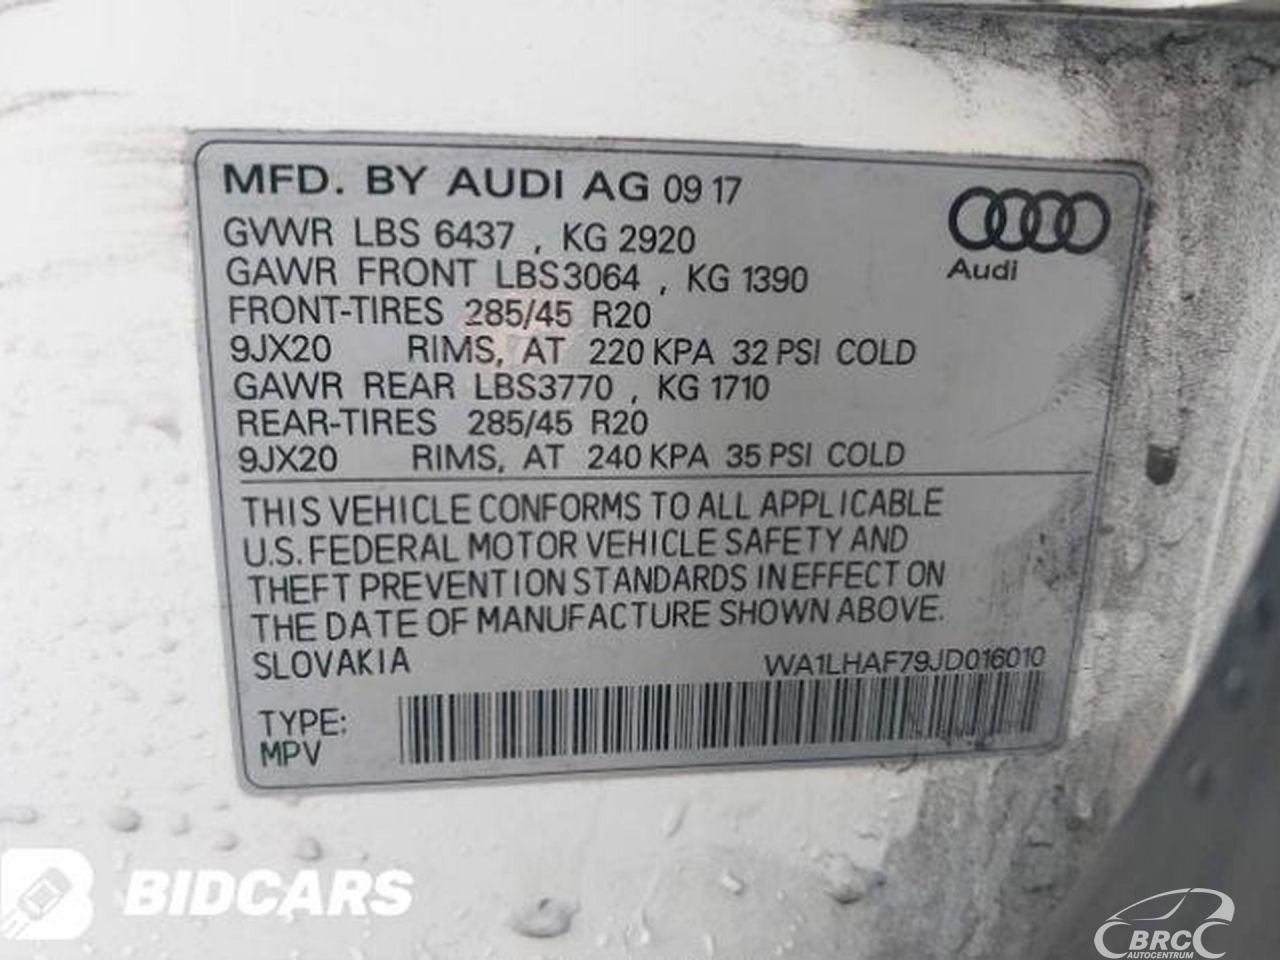 MFD. BY AUDI AG 09 17
GVWR LBS 6437 , KG 2920
GAWR FRONT LBS3064 , KG 1390
FRONT-TIRES 285/45 R20
9JX20 RIMS, AT 220 KPA 32 PSI COLD
GAWR REAR LBS3770 , KG 1710
REAR-TIRES 285/45 R20
9JX20 RIMS, AT 240 KPA 35 PSI COLD
Audi
THIS VEHICLE CONFORMS TO ALL APPLICABLE
U.S. FEDERAL MOTOR VEHICLE SAFETY AND
THEFT PREVENTION STANDARDS IN EFFECT ON
THE DATE OF MANUFACTURE SHOWN ABOVE.
SLOVAKIA WA1LHAF79JD016010
TYPE:
MPV
BIDCARS
BRC
AUTOCENTRUM